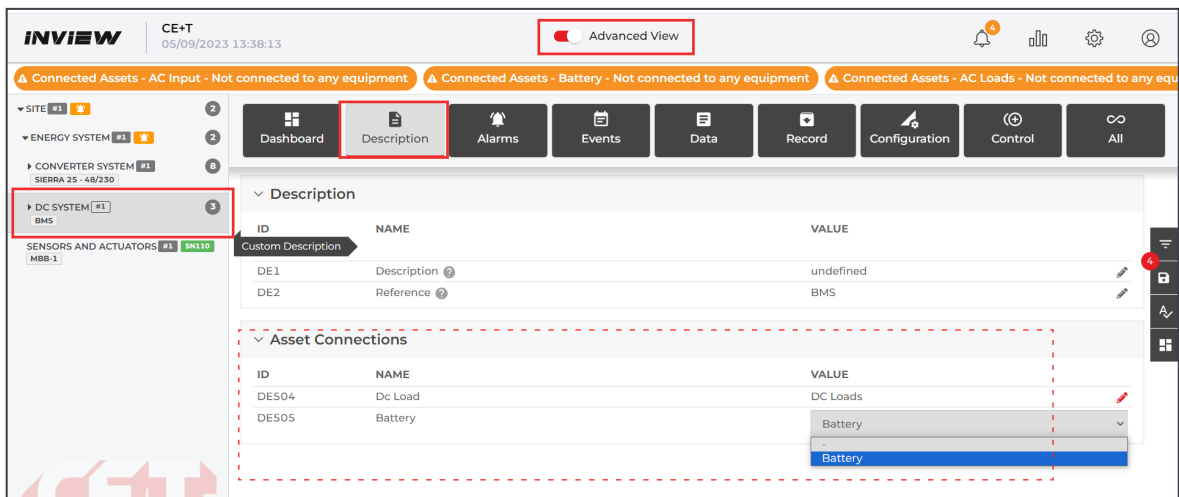 INVIEW
CE+T
05/09/2023 13:38:13
Advanced View
4
Connected Assets - AC Input - Not connected to any equipment
Connected Assets - Battery - Not connected to any equipment
Connected Assets - AC Loads - Not connected to any equ
SITE #1 2
ENERGY SYSTEM #1 2
CONVERTER SYSTEM #1 8
SIERRA 25 - 48/230
DC SYSTEM #1 3
BMS
SENSORS AND ACTUATORS #1 SN110
MBB-1
Dashboard
Description
Alarms
Events
Data
Record
Configuration
Control
All
Description
ID NAME VALUE
Custom Description
DE1 Description ? undefined
DE2 Reference ? BMS
4
Asset Connections
ID NAME VALUE
DE504 Dc Load DC Loads
DE505 Battery Battery
-
Battery
CE+T